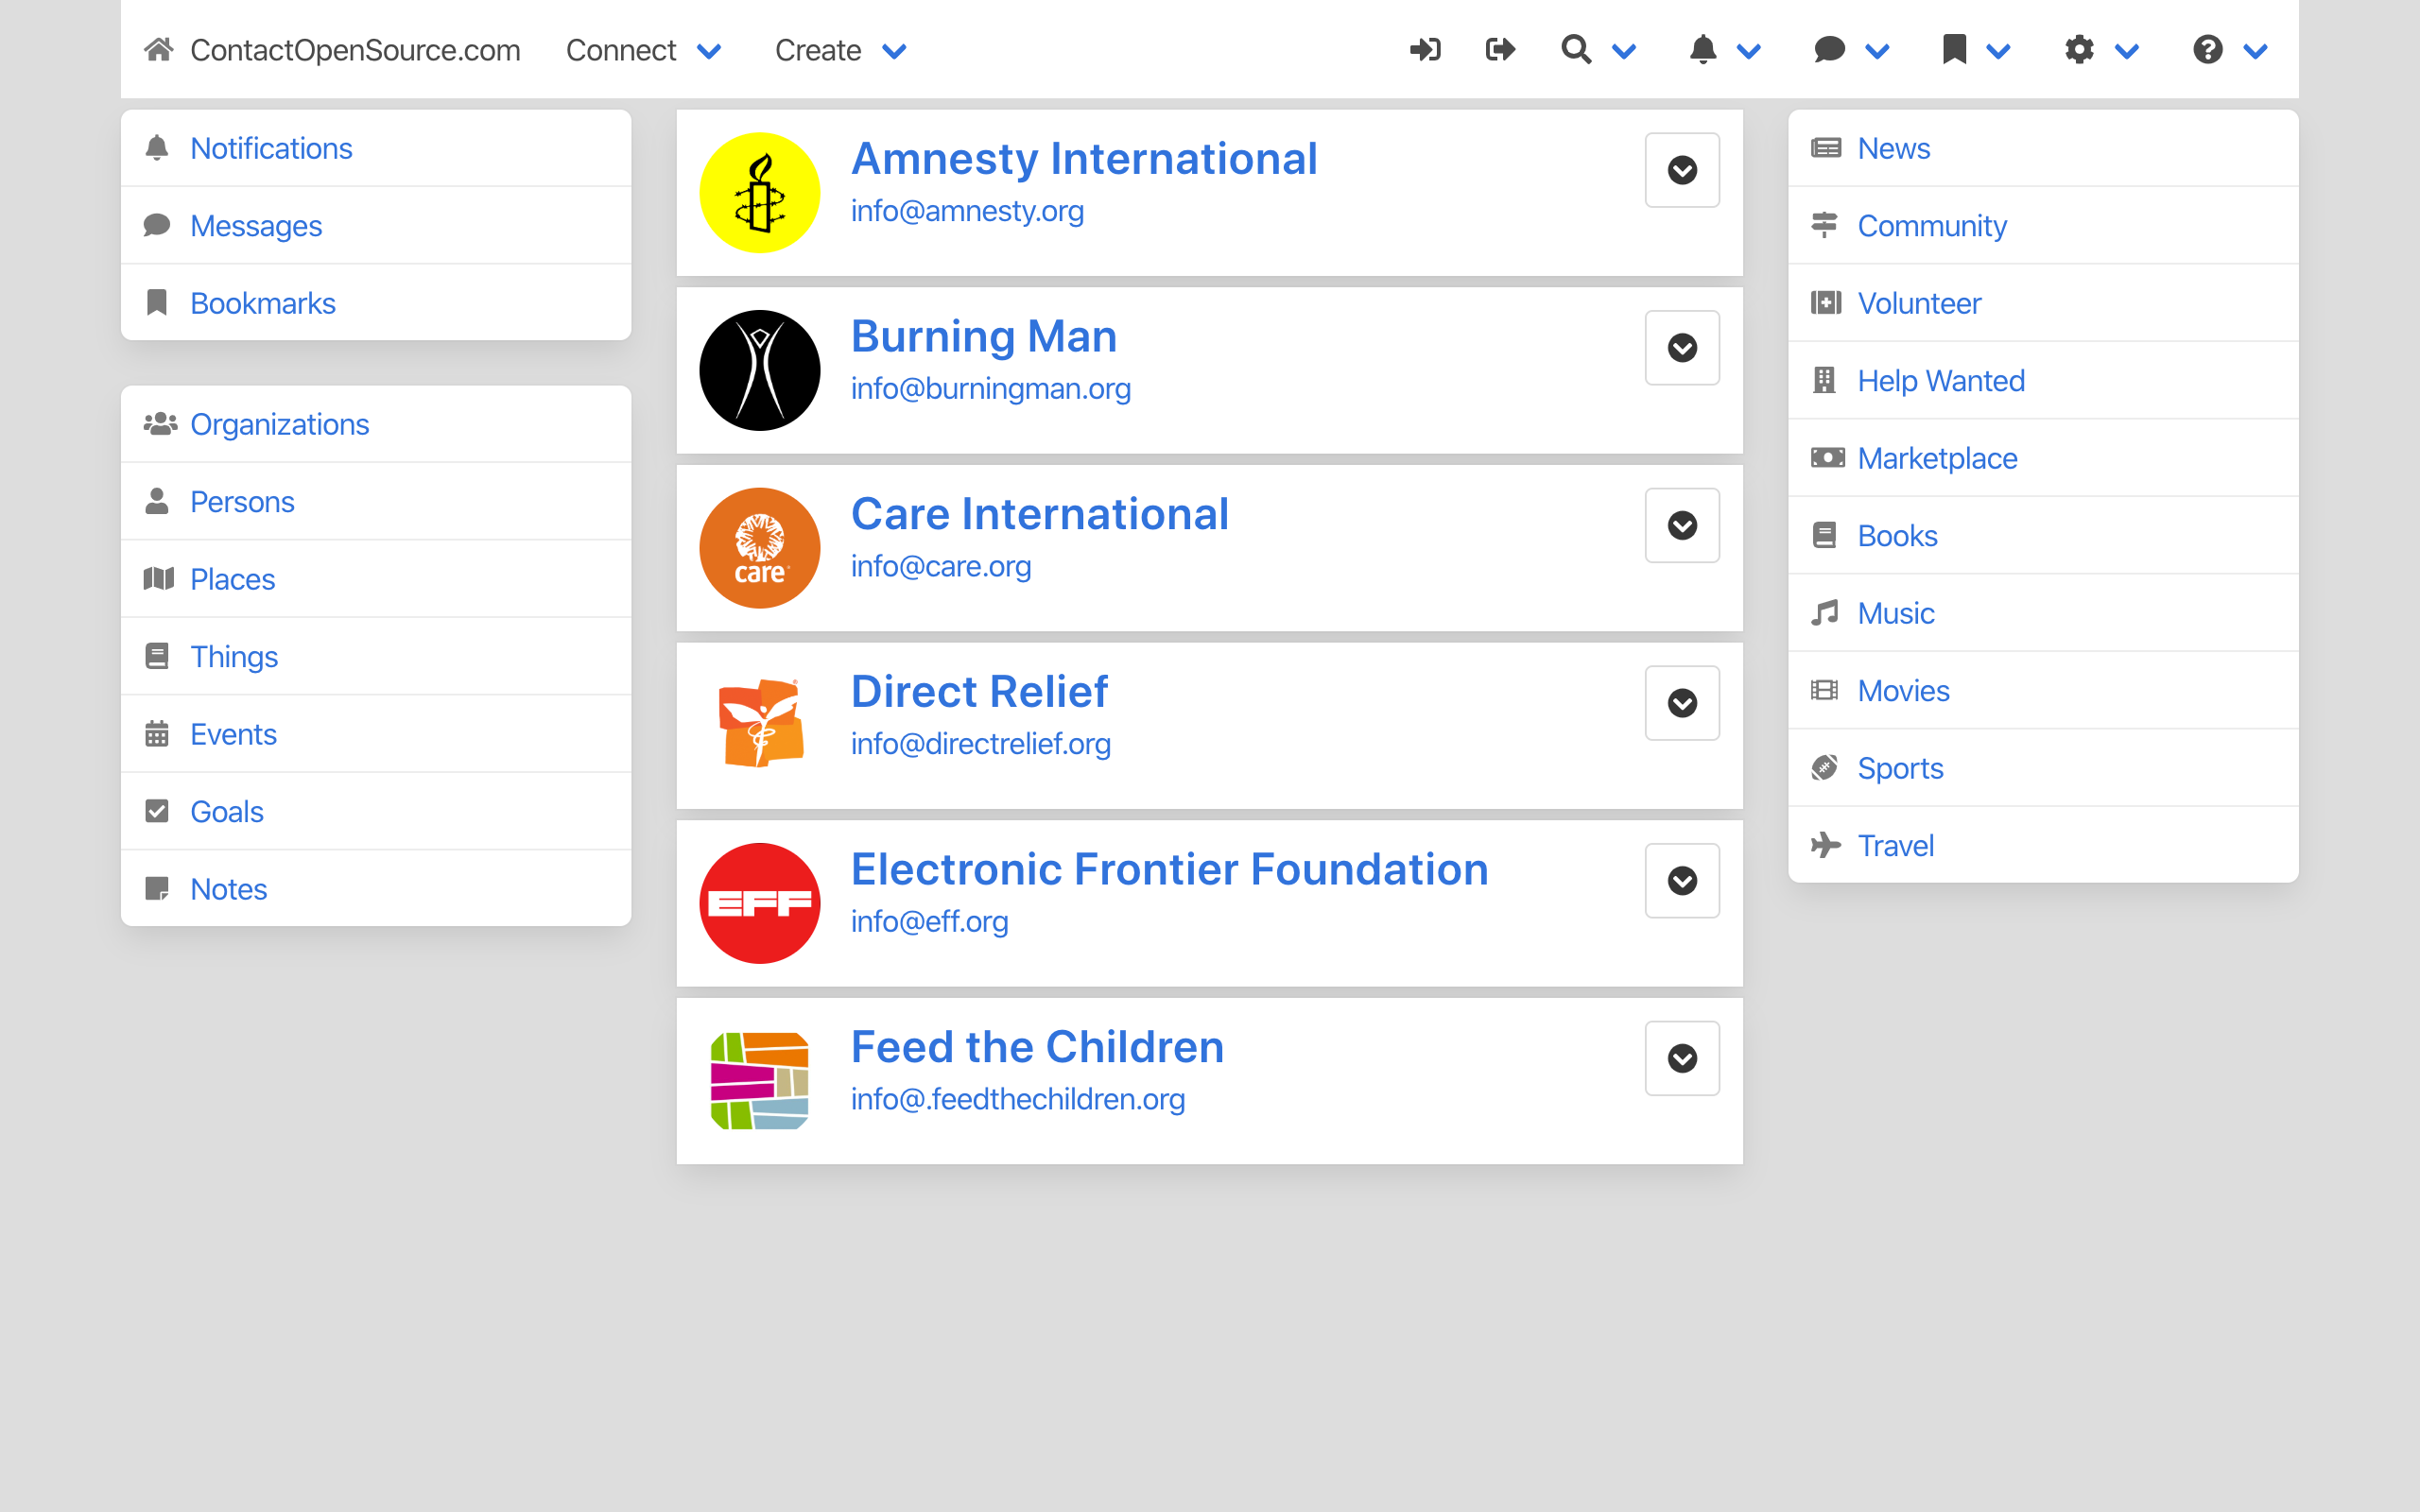 ContactOpenSource.com Connect Create
Notifications
Messages
Bookmarks
Organizations
Persons
Places
Things
Events
Goals
Notes
Amnesty International
info@amnesty.org
Burning Man
info@burningman.org
care
Care International
info@care.org
Direct Relief
info@directrelief.org
EFF
Electronic Frontier Foundation
info@eff.org
Feed the Children
info@.feedthechildren.org
News
Community
Volunteer
Help Wanted
Marketplace
Books
Music
Movies
Sports
Travel